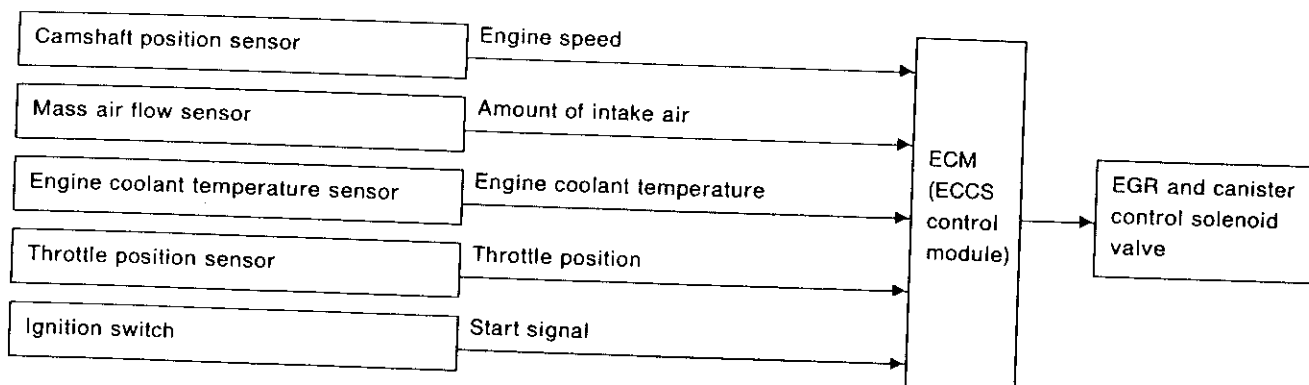 Camshaft position sensor
Engine speed
Mass air flow sensor
Amount of intake air
Engine coolant temperature sensor
Engine coolant temperature
Throttle position sensor
Throttle position
Ignition switch
Start signal
ECM
(ECCS
control
module)
EGR and canister
control solenoid
valve